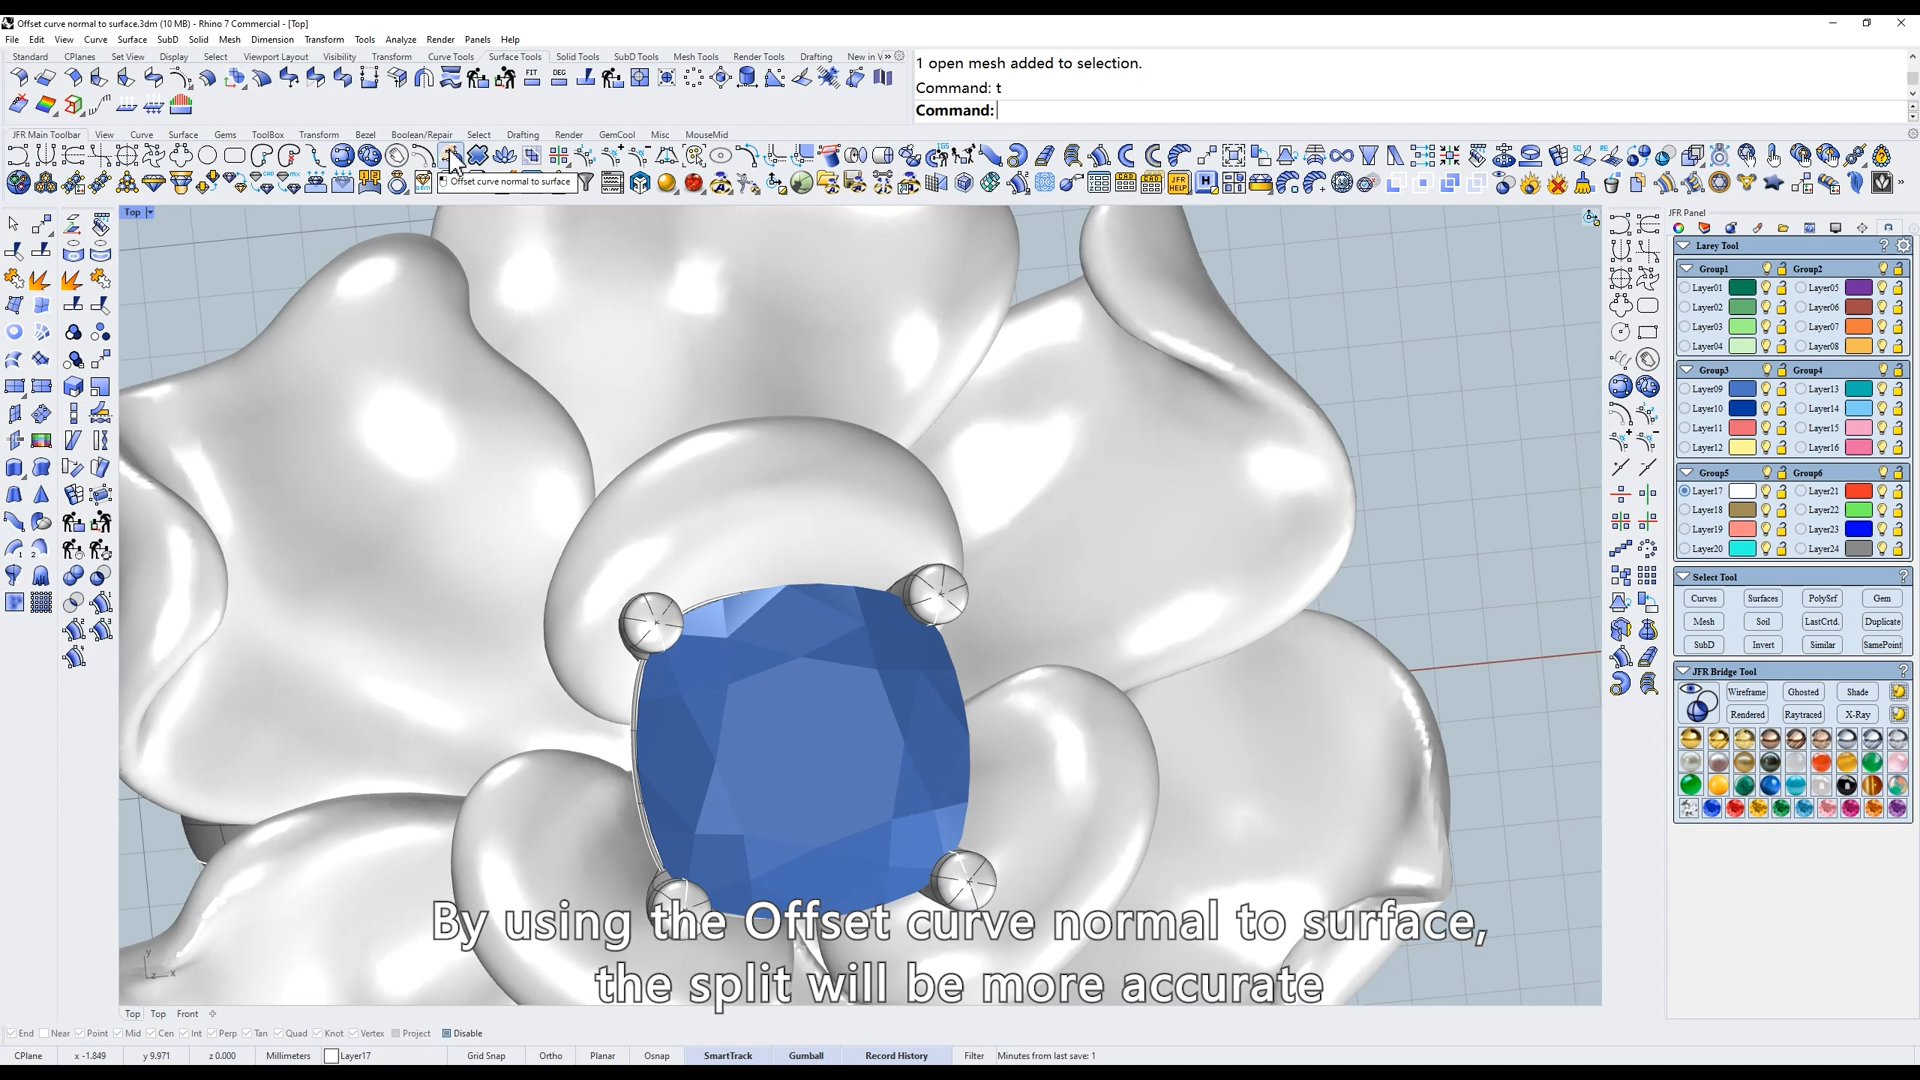 Offset curve normal to surface.3dm (10 MB) - Rhino 7 Commercial - [Top]
File Edit View Curve Surface SubD Solid Mesh Dimension Transform Tools Analyze Render Panels Help
Standard CPlanes Set View Display Select Viewport Layout Visibility Transform Curve Tools Surface Tools Solid Tools SubD Tools Mesh Tools Render Tools Drafting New in V
1 open mesh added to selection.
Command: t
Command:
FIT DEG
JFR Main Toolbar View Curve Surface Gems ToolBox Transform Bezel Boolean/Repair Select Drafting Render GemCool Misc MouseMid
Offset curve normal to surface
JFR HELP
Top
JFR Panel
Larey Tool
Group1 Group2
Layer01 Layer05
Layer02 Layer06
Layer03 Layer07
Layer04 Layer08
Group3 Group4
Layer09 Layer13
Layer10 Layer14
Layer11 Layer15
Layer12 Layer16
Group5 Group6
Layer17 Layer21
Layer18 Layer22
Layer19 Layer23
Layer20 Layer24
Select Tool
Curves Surfaces PolySrf Gem
Mesh Soil LastCrtd. Duplicate
SubD Invert Similar SamePoint
JFR Bridge Tool
Wireframe Ghosted Shade
Rendered Raytraced X-Ray
By using the Offset curve normal to surface,
the split will be more accurate
y
z x
Top Top Front
End Near Point Mid Cen Int Perp Tan Quad Knot Vertex Project Disable
CPlane x -1.849 y 9.971 z 0.000 Millimeters Layer17 Grid Snap Ortho Planar Osnap SmartTrack Gumball Record History Filter Minutes from last save: 1